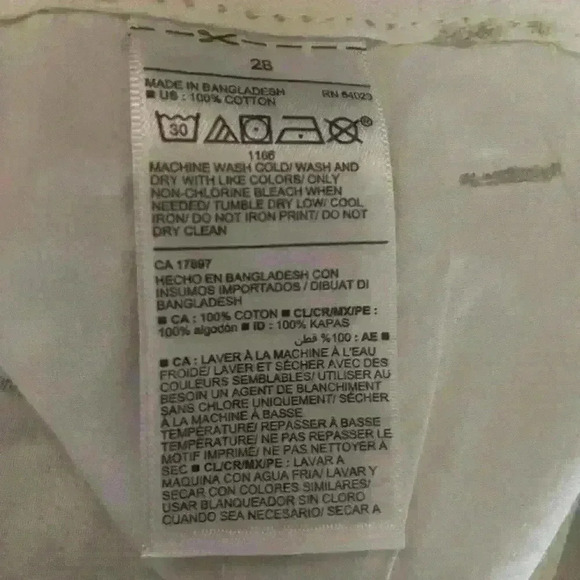 28
MADE IN BANGLADESH
RN 54023
■ US : 100% COTTON
30
®
1166
MACHINE WASH COLD/ WASH AND
DRY WITH LIKE COLORS/ ONLY
NON-CHLORINE BLEACH WHEN
NEEDED/ TUMBLE DRY LOW/ COOL
IRON/ DO NOT IRON PRINT/ DO NOT
DRY CLEAN
CA 17897
HECHO EN BANGLADESH CON
INSUMOS IMPORTADOS / DIBUAT DI
BANGLADESH
■ CA : 100% COTON ■ CL/CR/MX/PE :
100% algodón ■ ID : 100% KAPAS
■ AE : 100% قطن
■ CA : LAVER À LA MACHINE À L'EAU
FROIDE/ LAVER ET SÉCHER AVEC DES
COULEURS SEMBLABLES/ UTILISER AU
BESOIN UN AGENT DE BLANCHIMENT
SANS CHLORE UNIQUEMENT/ SÉCHER
À LA MACHINE À BASSE
TEMPÉRATURE/ REPASSER À BASSE
TEMPÉRATURE/ NE PAS REPASSER LE
MOTIF IMPRIMÉ/ NE PAS NETTOYER À
SEC ■ CL/CR/MX/PE : LAVAR A
MAQUINA CON AGUA FRIA/ LAVAR Y
SECAR CON COLORES SIMILARES/
USAR BLANQUEADOR SIN CLORO
CUANDO SEA NECESARIO/ SECAR A